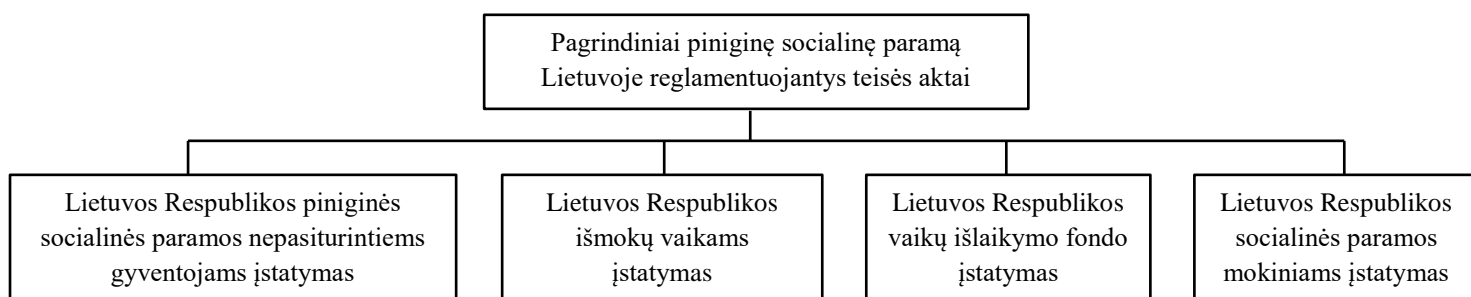 Pagrindiniai piniginę socialinę paramą
Lietuvoje reglamentuojantys teisės aktai
Lietuvos Respublikos piniginės
socialinės paramos nepasiturintiems
gyventojams įstatymas
Lietuvos Respublikos
išmokų vaikams
įstatymas
Lietuvos Respublikos
vaikų išlaikymo fondo
įstatymas
Lietuvos Respublikos
socialinės paramos
mokiniams įstatymas